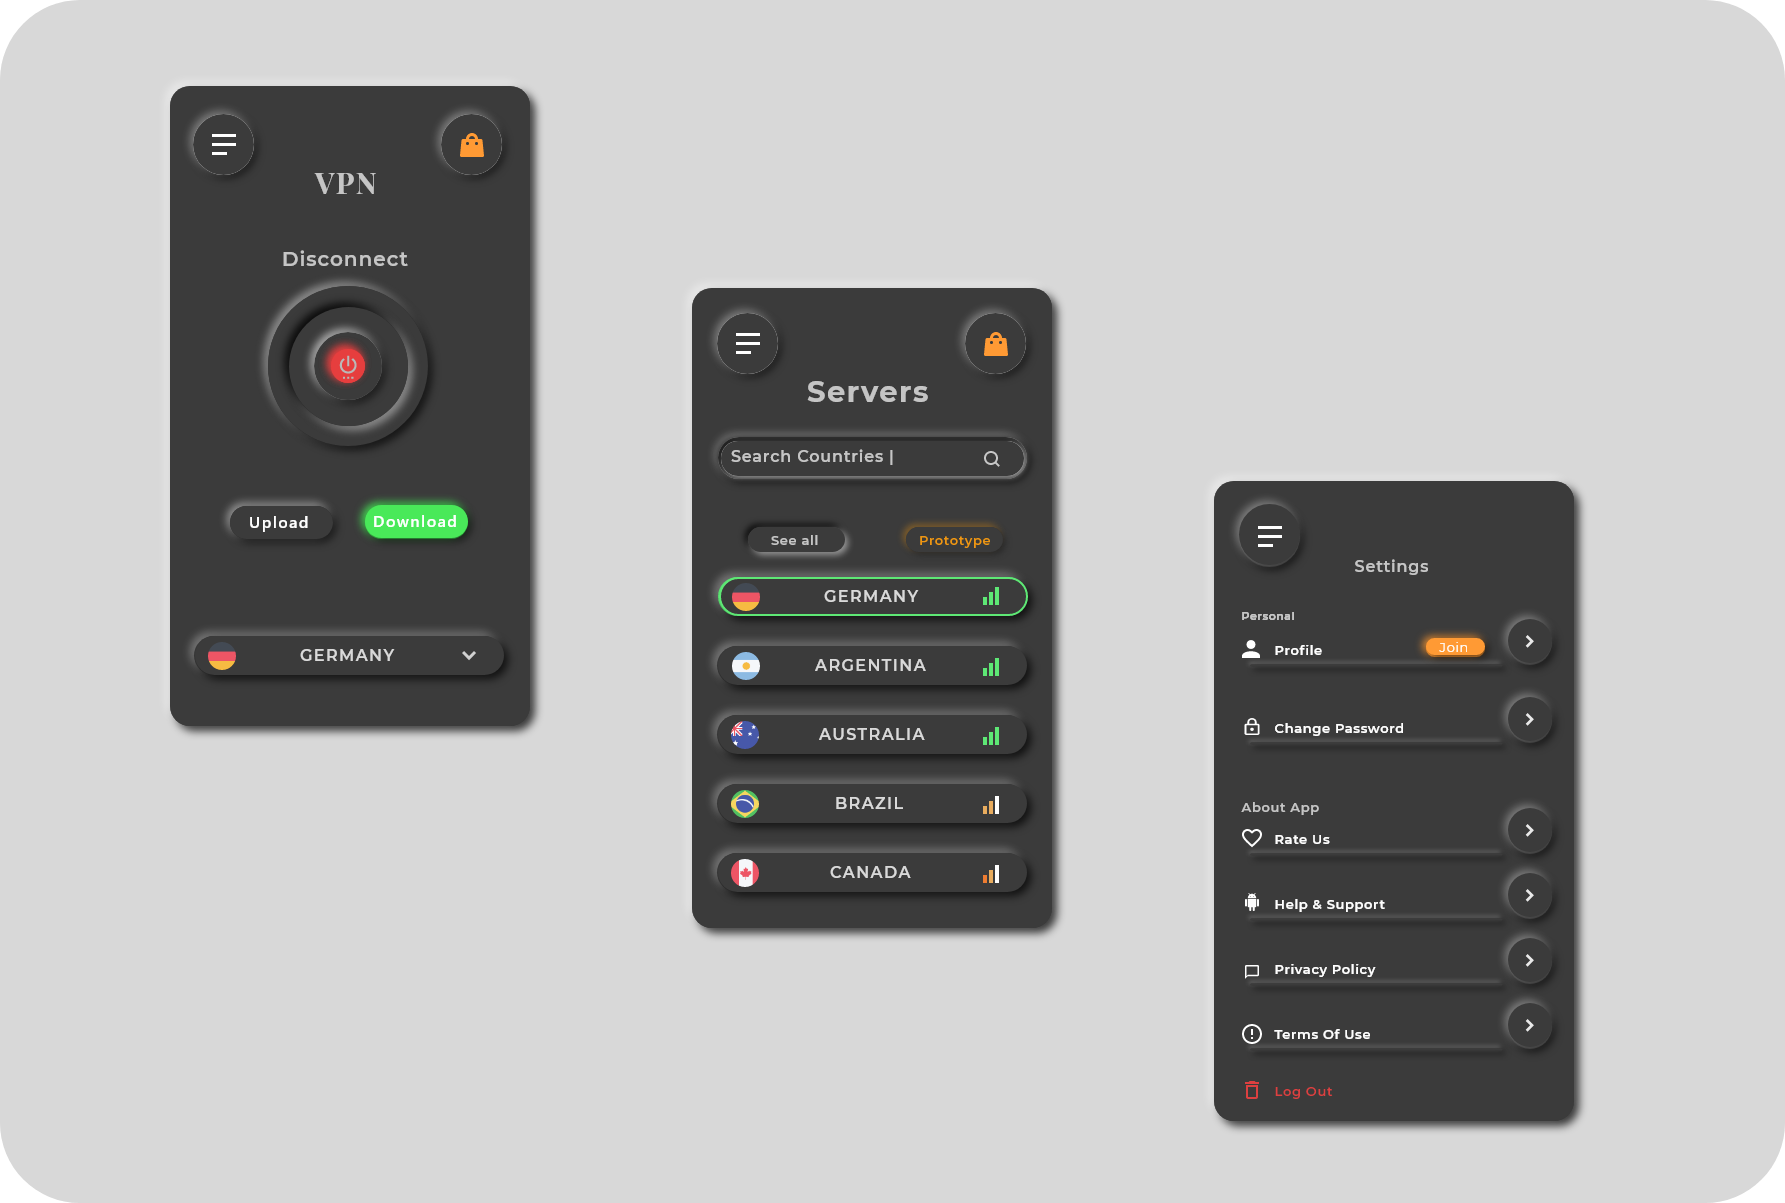 VPN
Disconnect
Upload
Download
GERMANY
Servers
Search Countries |
See all
Prototype
GERMANY
ARGENTINA
AUSTRALIA
BRAZIL
CANADA
Settings
Personal
Profile
Join
Change Password
About App
Rate Us
Help & Support
Privacy Policy
Terms Of Use
Log Out